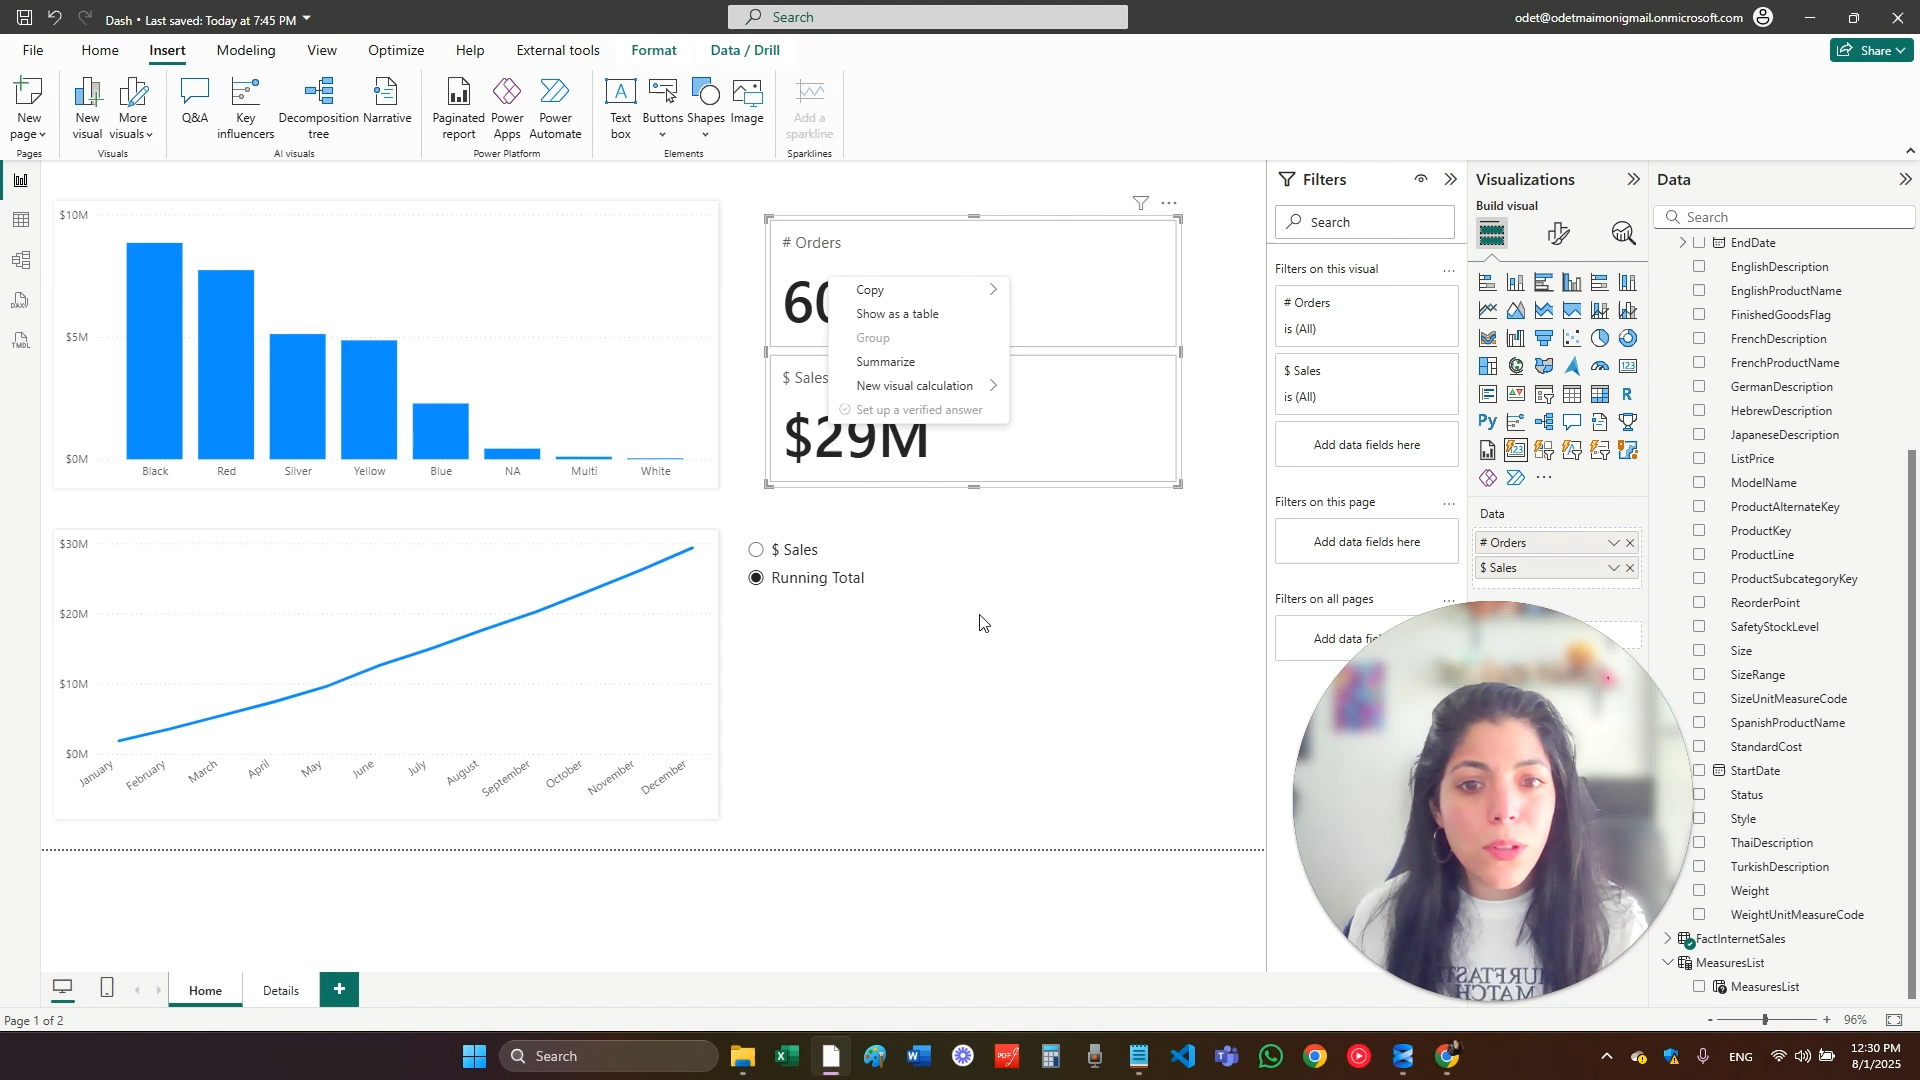 Dash • Last saved: Today at 7:45 PM
Search
odet@odetmaimonigmail.onmicrosoft.com
File
Home
Insert
Modeling
View
Optimize
Help
External tools
Format
Data / Drill
Share
New page
New visual
More visuals
Q&A
Key influencers
Decomposition tree
Narrative
Paginated report
Power Apps
Power Automate
Text box
Buttons
Shapes
Image
Add a sparkline
Pages
Visuals
AI visuals
Power Platform
Elements
Sparklines
DAX
TMDL
$10M
$5M
$0M
Black
Red
Silver
Yellow
Blue
NA
Multi
White
# Orders
60
$ Sales
$29M
Copy
Show as a table
Group
Summarize
New visual calculation
Set up a verified answer
$30M
$20M
$10M
$0M
January
February
March
April
May
June
July
August
September
October
November
December
$ Sales
Running Total
Filters
Search
Filters on this visual
# Orders
is (All)
$ Sales
is (All)
Add data fields here
Filters on this page
Add data fields here
Filters on all pages
Add data fie
Visualizations
Build visual
123
R
Py
123
Data
# Orders
$ Sales
Data
Search
EndDate
EnglishDescription
EnglishProductName
FinishedGoodsFlag
FrenchDescription
FrenchProductName
GermanDescription
HebrewDescription
JapaneseDescription
ListPrice
ModelName
ProductAlternateKey
ProductKey
ProductLine
ProductSubcategoryKey
ReorderPoint
SafetyStockLevel
Size
SizeRange
SizeUnitMeasureCode
SpanishProductName
StandardCost
StartDate
Status
Style
ThaiDescription
TurkishDescription
Weight
WeightUnitMeasureCode
FactInternetSales
MeasuresList
MeasuresList
Home
Details
+
Page 1 of 2
- + 96%
Search
PDF
ENG
12:30 PM
8/1/2025